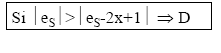 Si |eₛ|>|eₛ-2x+1| ⇒ D